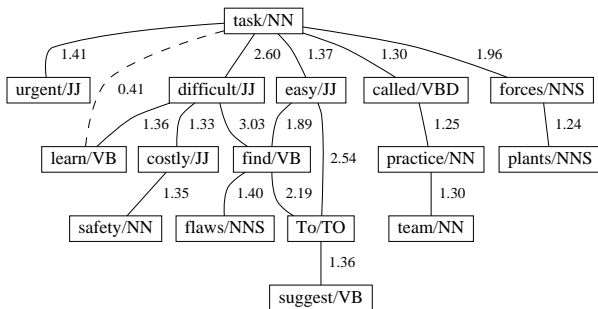 task/NN
1.41 0.41 2.60 1.37 1.30 1.96
urgent/JJ difficult/JJ easy/JJ called/VBD forces/NNS
1.36 1.33 3.03 1.89 2.54 1.25 1.24
learn/VB costly/JJ find/VB practice/NN plants/NNS
1.35 1.40 2.19 1.30
safety/NN flaws/NNS To/TO team/NN
1.36
suggest/VB